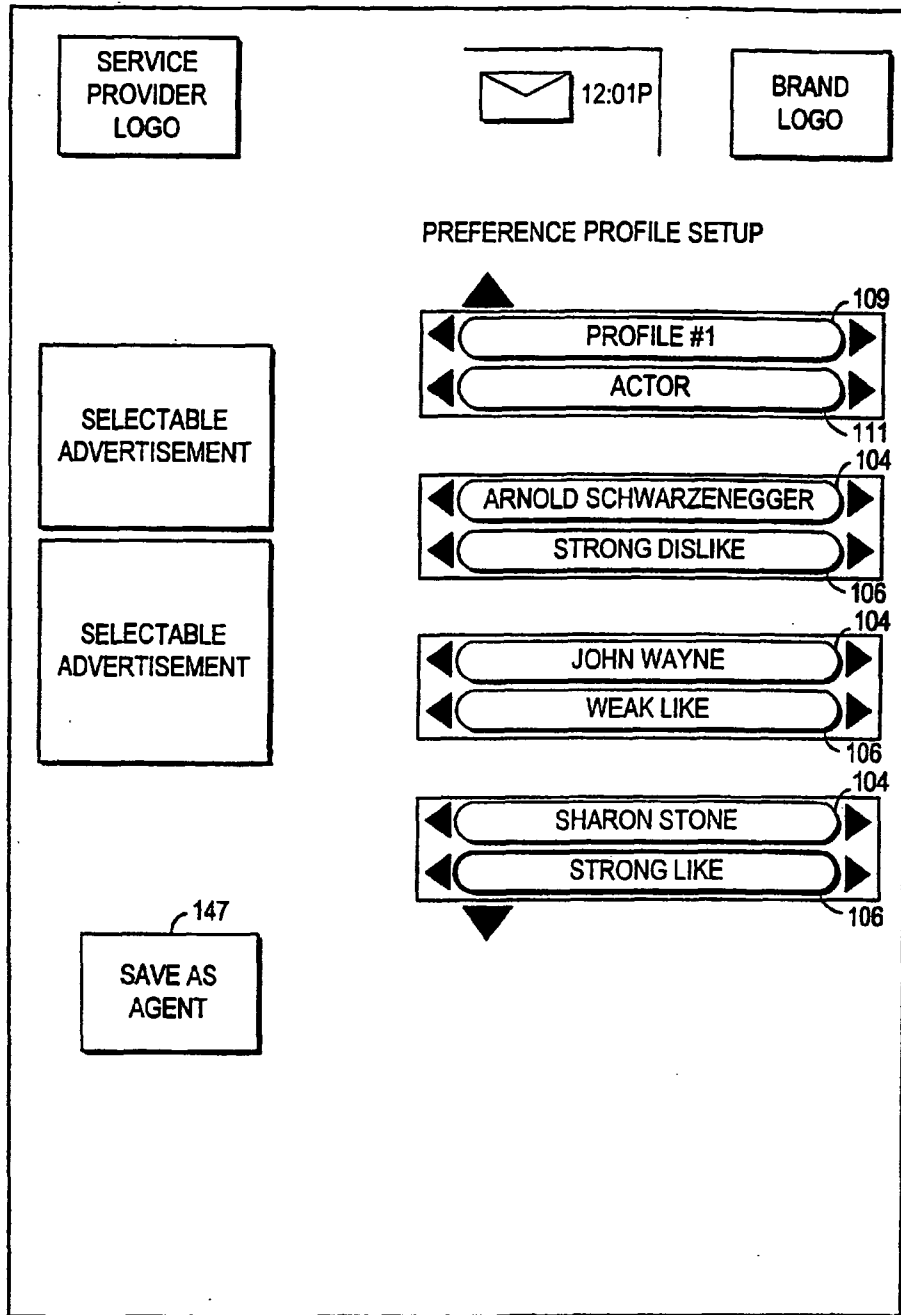 SERVICE
PROVIDER
LOGO
12:01P
BRAND
LOGO
PREFERENCE PROFILE SETUP
109
PROFILE #1
ACTOR
111
SELECTABLE
ADVERTISEMENT
104
ARNOLD SCHWARZENEGGER
STRONG DISLIKE
106
SELECTABLE
ADVERTISEMENT
104
JOHN WAYNE
WEAK LIKE
106
104
SHARON STONE
STRONG LIKE
106
147
SAVE AS
AGENT